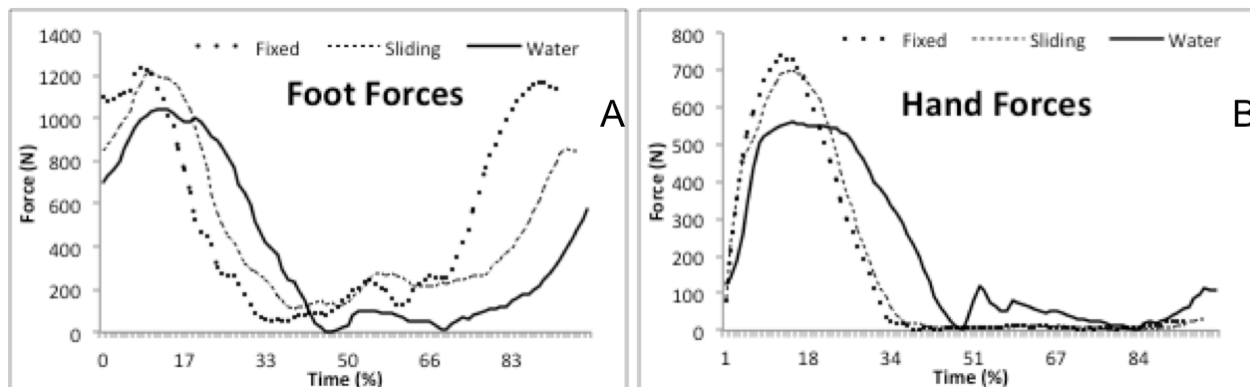 1400
1200
1000
800
600
400
200
0
Force (N)
Fixed Sliding Water
Foot Forces
A
0 17 33 50 66 83
Time (%)
800
700
600
500
400
300
200
100
0
Force (N)
Fixed Sliding Water
Hand Forces
B
1 18 34 51 67 84
Time (%)